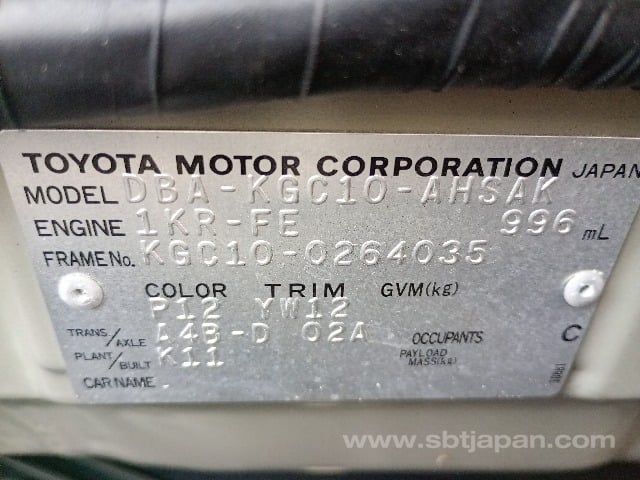 TOYOTA MOTOR CORPORATION JAPAN
MODEL DBA-KGC10-AHSAK
ENGINE 1KR-FE 996 mL
FRAME No. KGC10-0264035
COLOR TRIM GVM(kg)
P12 YW12
TRANS/AXLE A4B-D 02A OCCUPANTS C
PLANT/BUILT K11 PAYLOAD MASS(kg)
CAR NAME
www.sbtjapan.com